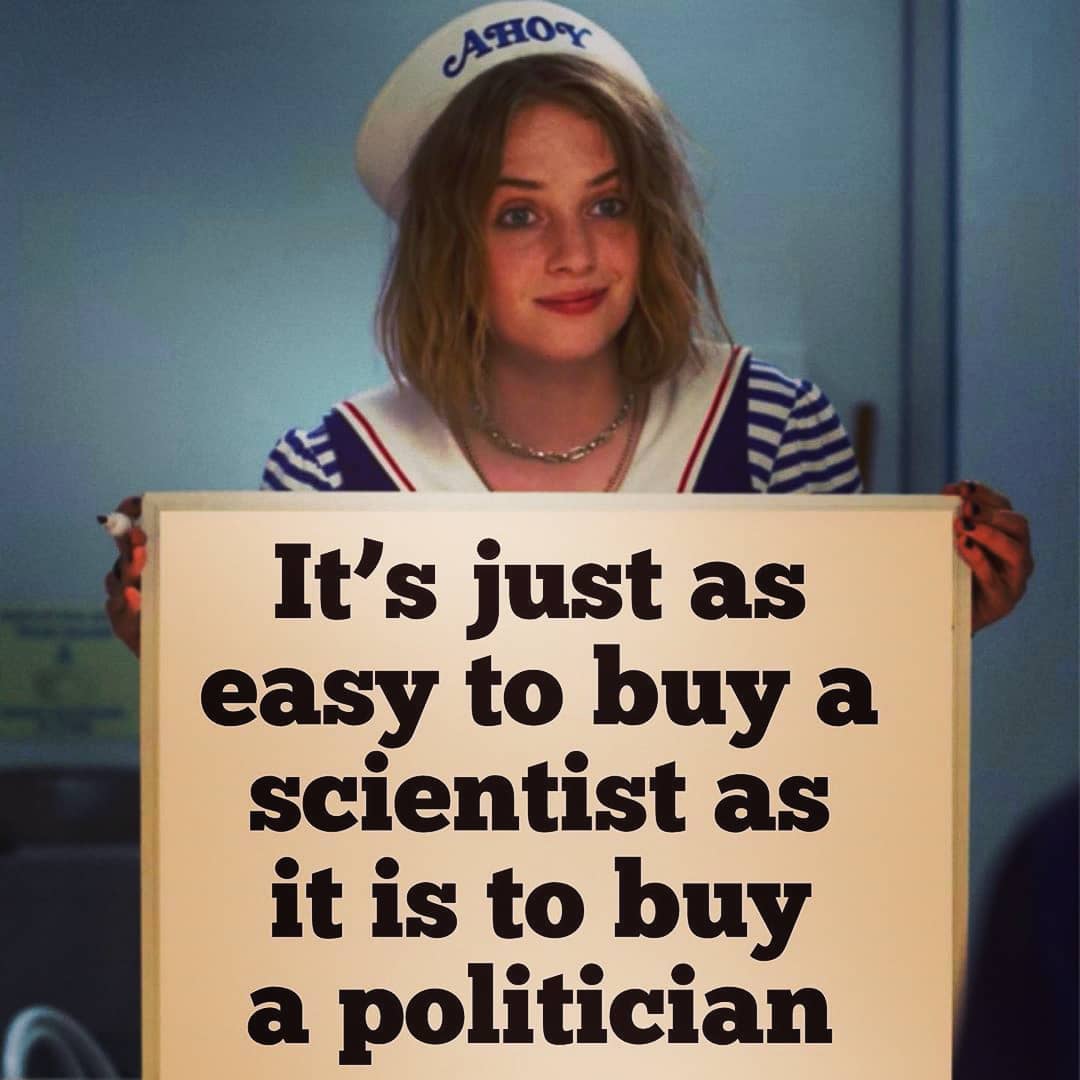 AHOY
It's just as
easy to buy a
scientist as
it is to buy
a politician